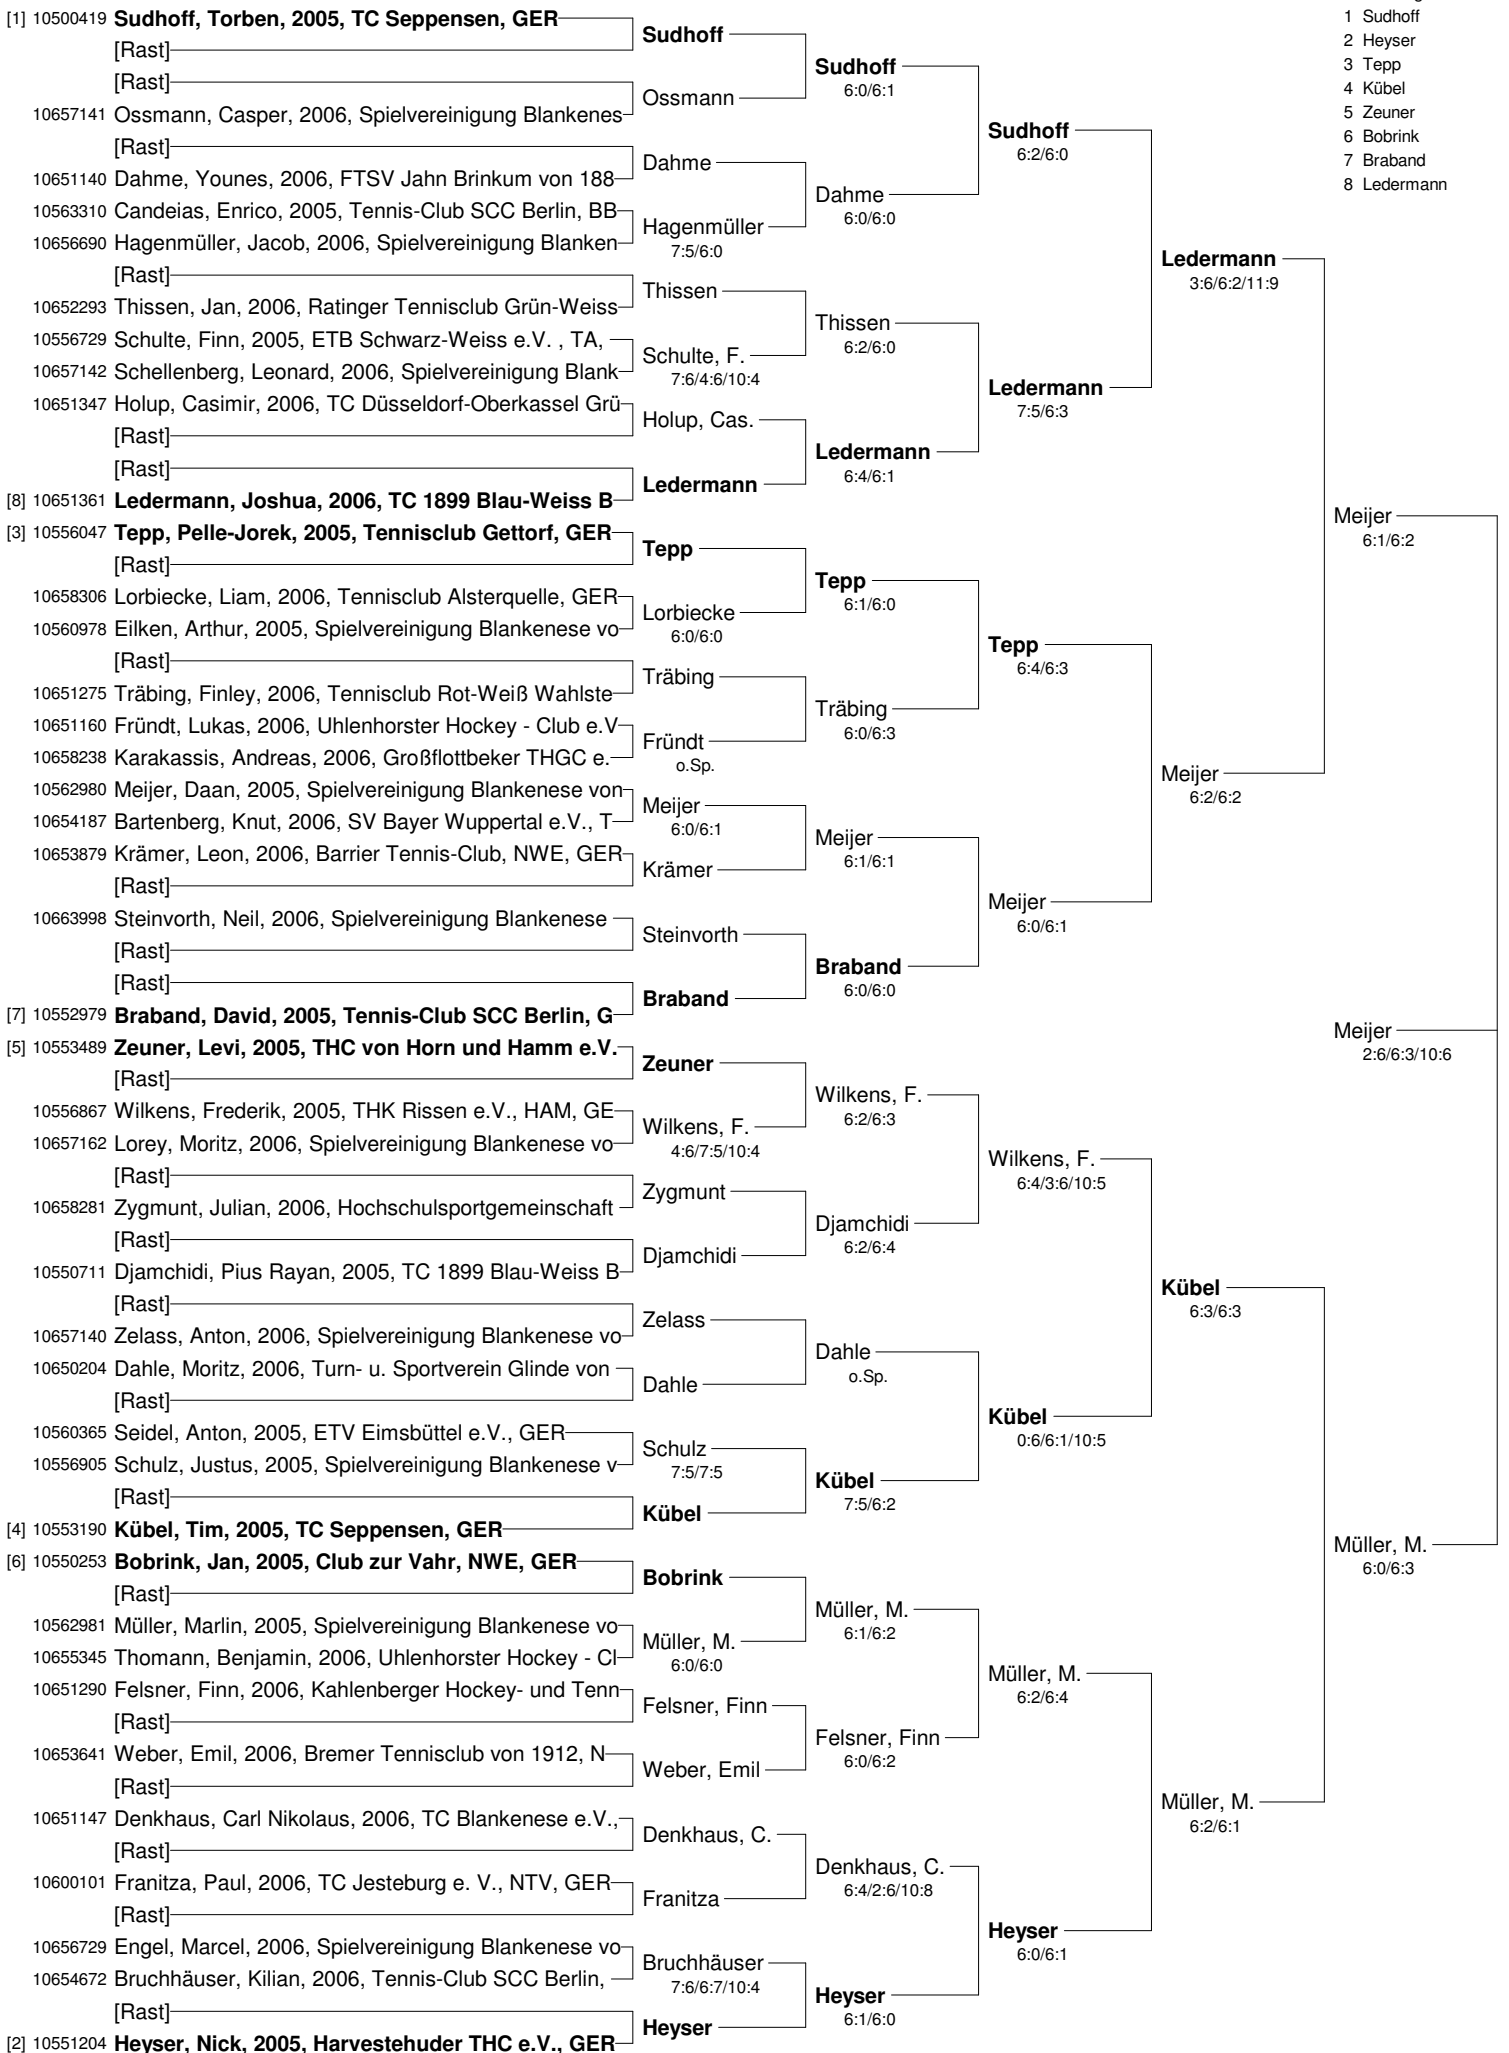 [1] 10500419 Sudhoff, Torben, 2005, TC Seppensen, GER
[Rast]
[Rast]
10657141 Ossmann, Casper, 2006, Spielvereinigung Blankenes
[Rast]
10651140 Dahme, Younes, 2006, FTSV Jahn Brinkum von 188
10563310 Candeias, Enrico, 2005, Tennis-Club SCC Berlin, BB
10656690 Hagenmüller, Jacob, 2006, Spielvereinigung Blanken
[Rast]
10652293 Thissen, Jan, 2006, Ratinger Tennisclub Grün-Weiss
10556729 Schulte, Finn, 2005, ETB Schwarz-Weiss e.V. , TA,
10657142 Schellenberg, Leonard, 2006, Spielvereinigung Blank
10651347 Holup, Casimir, 2006, TC Düsseldorf-Oberkassel Grü
[Rast]
[Rast]
[8] 10651361 Ledermann, Joshua, 2006, TC 1899 Blau-Weiss B
[3] 10556047 Tepp, Pelle-Jorek, 2005, Tennisclub Gettorf, GER
[Rast]
10658306 Lorbiecke, Liam, 2006, Tennisclub Alsterquelle, GER
10560978 Eilken, Arthur, 2005, Spielvereinigung Blankenese vo
[Rast]
10651275 Träbing, Finley, 2006, Tennisclub Rot-Weiß Wahlste
10651160 Fründt, Lukas, 2006, Uhlenhorster Hockey - Club e.V
10658238 Karakassis, Andreas, 2006, Großflottbeker THGC e.
10562980 Meijer, Daan, 2005, Spielvereinigung Blankenese von
10654187 Bartenberg, Knut, 2006, SV Bayer Wuppertal e.V., T
10653879 Krämer, Leon, 2006, Barrier Tennis-Club, NWE, GER
[Rast]
10663998 Steinvorth, Neil, 2006, Spielvereinigung Blankenese
[Rast]
[Rast]
[7] 10552979 Braband, David, 2005, Tennis-Club SCC Berlin, G
[5] 10553489 Zeuner, Levi, 2005, THC von Horn und Hamm e.V.
[Rast]
10556867 Wilkens, Frederik, 2005, THK Rissen e.V., HAM, GE
10657162 Lorey, Moritz, 2006, Spielvereinigung Blankenese vo
[Rast]
10658281 Zygmunt, Julian, 2006, Hochschulsportgemeinschaft
[Rast]
10550711 Djamchidi, Pius Rayan, 2005, TC 1899 Blau-Weiss B
[Rast]
10657140 Zelass, Anton, 2006, Spielvereinigung Blankenese vo
10650204 Dahle, Moritz, 2006, Turn- u. Sportverein Glinde von
[Rast]
10560365 Seidel, Anton, 2005, ETV Eimsbüttel e.V., GER
10556905 Schulz, Justus, 2005, Spielvereinigung Blankenese v
[Rast]
[4] 10553190 Kübel, Tim, 2005, TC Seppensen, GER
[6] 10550253 Bobrink, Jan, 2005, Club zur Vahr, NWE, GER
[Rast]
10562981 Müller, Marlin, 2005, Spielvereinigung Blankenese vo
10655345 Thomann, Benjamin, 2006, Uhlenhorster Hockey - Cl
10651290 Felsner, Finn, 2006, Kahlenberger Hockey- und Tenn
[Rast]
10653641 Weber, Emil, 2006, Bremer Tennisclub von 1912, N
[Rast]
10651147 Denkhaus, Carl Nikolaus, 2006, TC Blankenese e.V.,
[Rast]
10600101 Franitza, Paul, 2006, TC Jesteburg e. V., NTV, GER
[Rast]
10656729 Engel, Marcel, 2006, Spielvereinigung Blankenese vo
10654672 Bruchhäuser, Kilian, 2006, Tennis-Club SCC Berlin,
[Rast]
[2] 10551204 Heyser, Nick, 2005, Harvestehuder THC e.V., GER
Sudhoff
Ossmann
Dahme
Hagenmüller
7:5/6:0
Thissen
Schulte, F.
7:6/4:6/10:4
Holup, Cas.
Ledermann
Tepp
Lorbiecke
6:0/6:0
Träbing
Fründt
o.Sp.
Meijer
6:0/6:1
Krämer
Steinvorth
Braband
Zeuner
Wilkens, F.
4:6/7:5/10:4
Zygmunt
Djamchidi
Zelass
Dahle
Schulz
7:5/7:5
Kübel
Bobrink
Müller, M.
6:0/6:0
Felsner, Finn
Weber, Emil
Denkhaus, C.
Franitza
Bruchhäuser
7:6/6:7/10:4
Heyser
Sudhoff
6:0/6:1
Dahme
6:0/6:0
Thissen
6:2/6:0
Ledermann
6:4/6:1
Tepp
6:1/6:0
Träbing
6:0/6:3
Meijer
6:1/6:1
Braband
6:0/6:0
Wilkens, F.
6:2/6:3
Djamchidi
6:2/6:4
Dahle
o.Sp.
Kübel
7:5/6:2
Müller, M.
6:1/6:2
Felsner, Finn
6:0/6:2
Denkhaus, C.
6:4/2:6/10:8
Heyser
6:1/6:0
Sudhoff
6:2/6:0
Ledermann
7:5/6:3
Tepp
6:4/6:3
Meijer
6:0/6:1
Wilkens, F.
6:4/3:6/10:5
Kübel
0:6/6:1/10:5
Müller, M.
6:2/6:4
Heyser
6:0/6:1
Ledermann
3:6/6:2/11:9
Meijer
6:2/6:2
Kübel
6:3/6:3
Müller, M.
6:2/6:1
Meijer
6:1/6:2
Müller, M.
6:0/6:3
Meijer
2:6/6:3/10:6
1 Sudhoff
2 Heyser
3 Tepp
4 Kübel
5 Zeuner
6 Bobrink
7 Braband
8 Ledermann